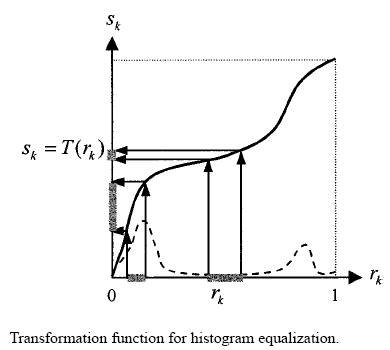 s_k
s_k = T(r_k)
r_k
0 r_k 1
Transformation function for histogram equalization.